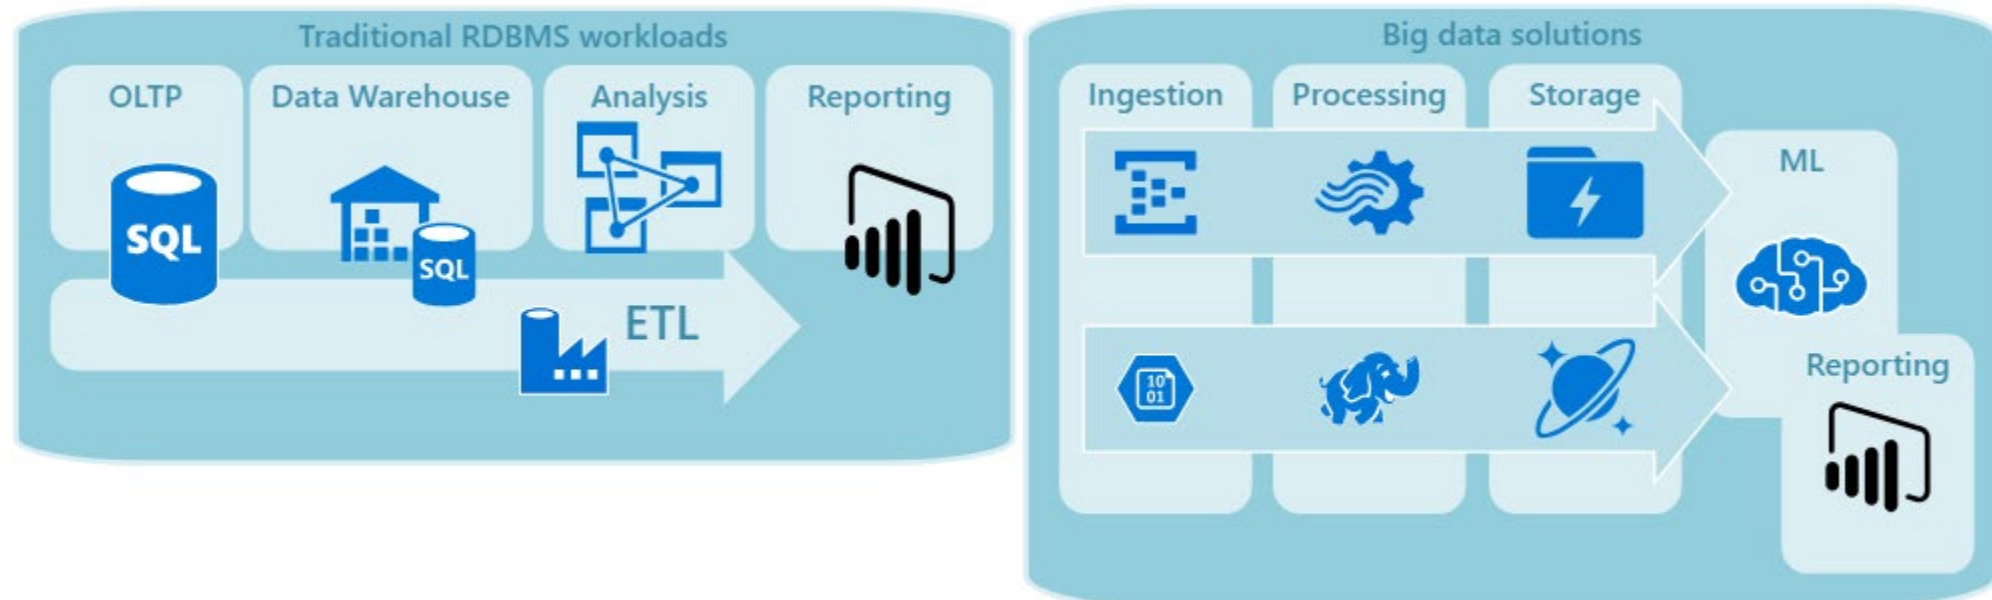 Traditional RDBMS workloads
OLTP
Data Warehouse
Analysis
Reporting
SQL
SQL
ETL
Big data solutions
Ingestion
Processing
Storage
ML
10
01
Reporting